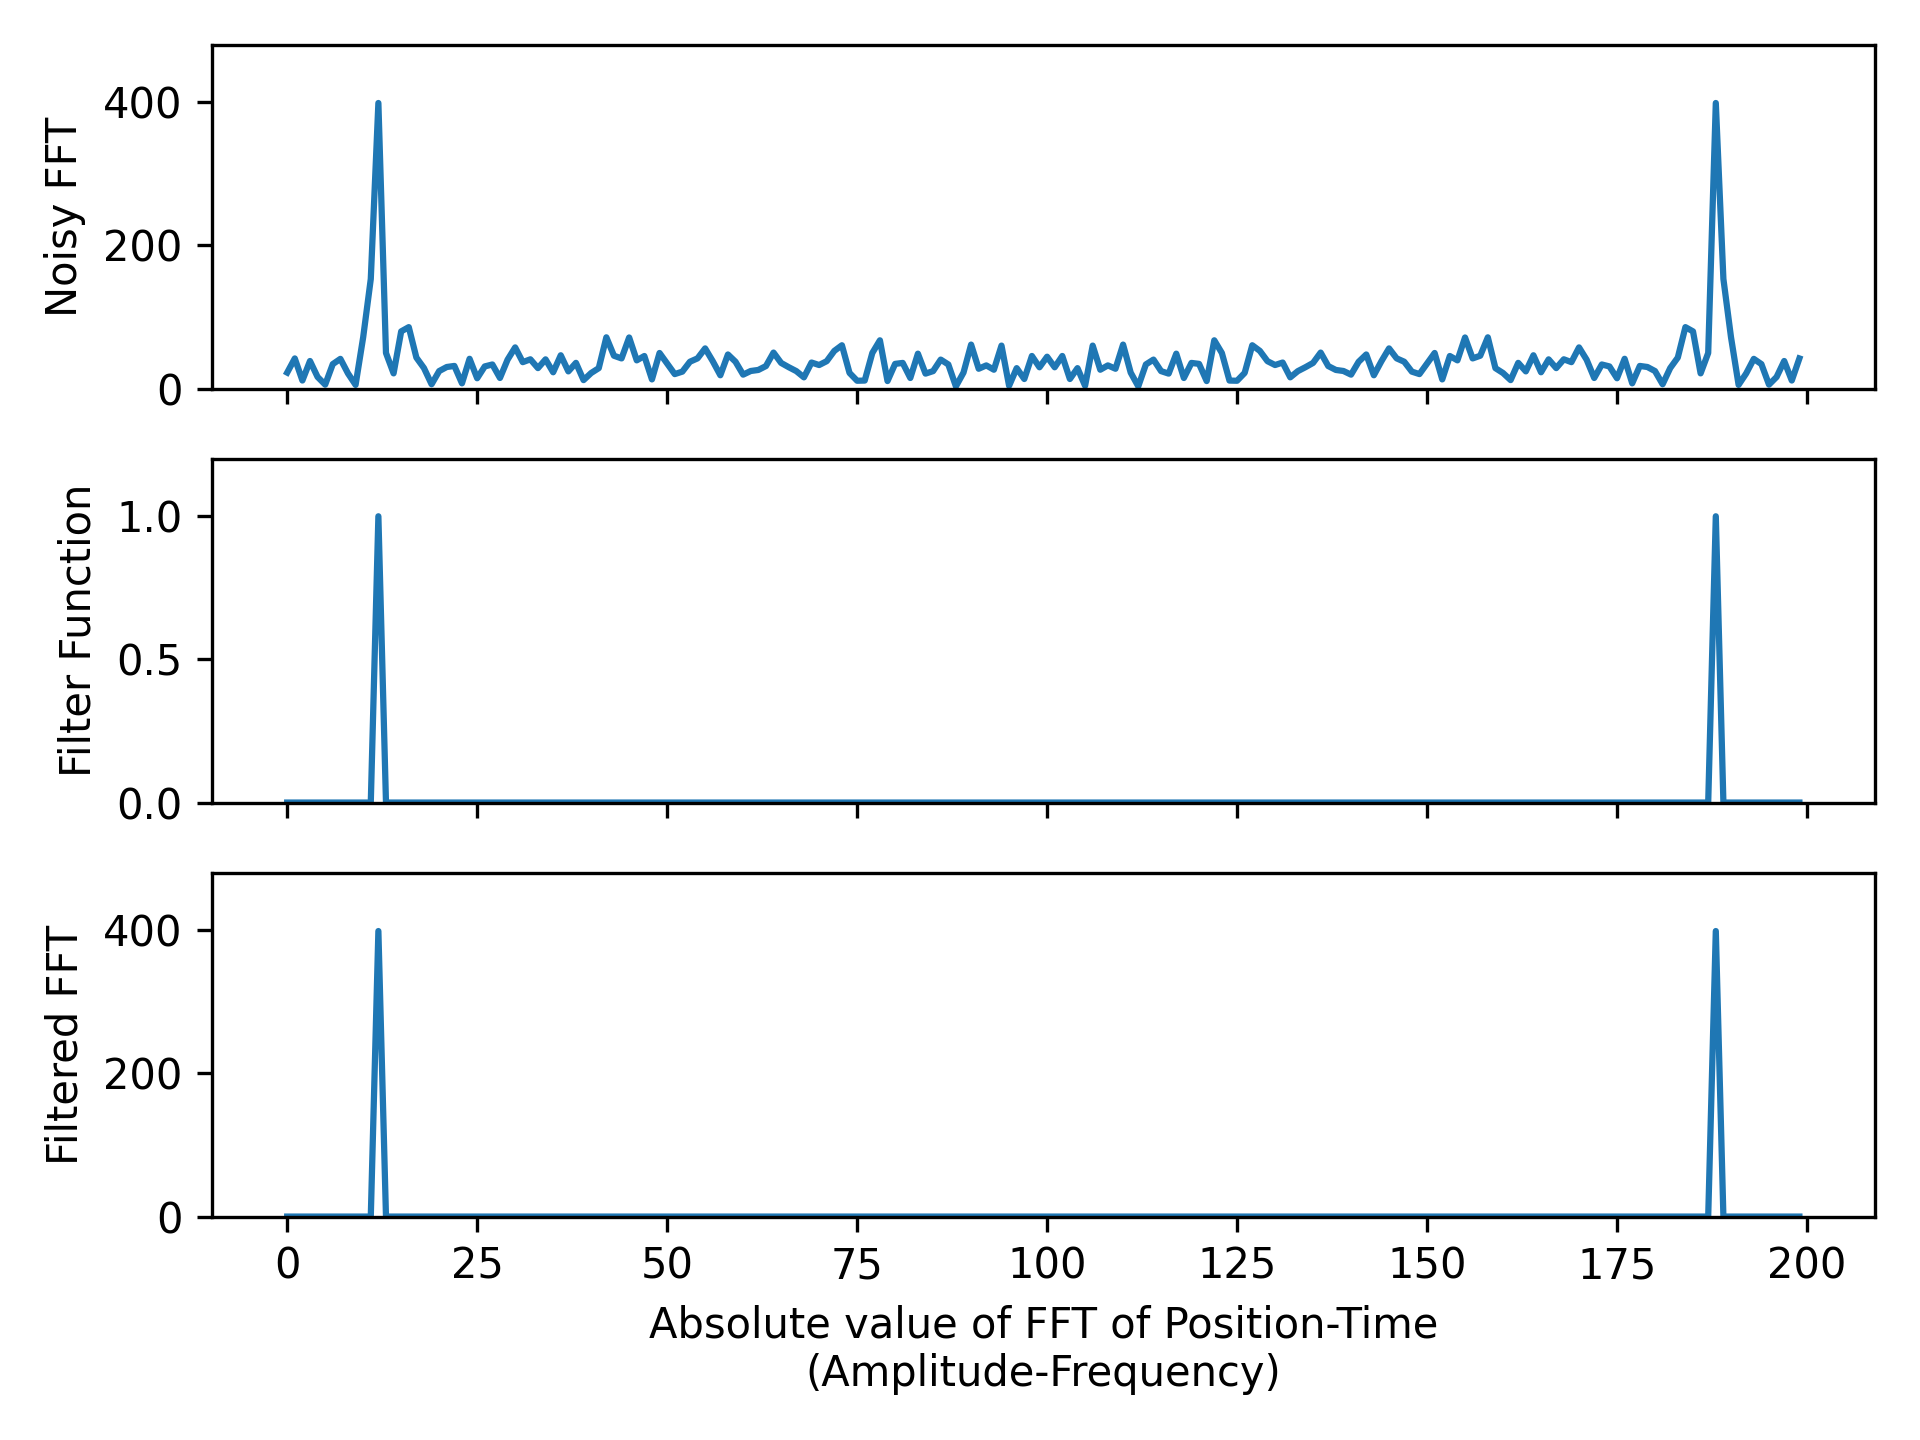 Noisy FFT
400
200
0
Filter Function
1.0
0.5
0.0
Filtered FFT
400
200
0
0 25 50 75 100 125 150 175 200
Absolute value of FFT of Position-Time
(Amplitude-Frequency)